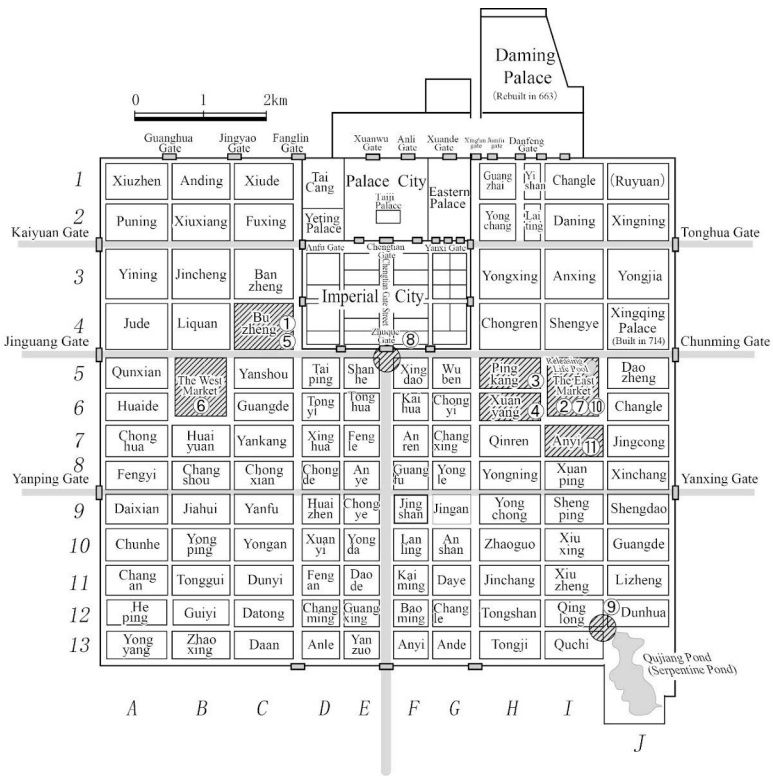 Daming
Palace
(Rebuilt in 663)
0 1 2km
Guanghua
Gate
Jingyao
Gate
Fanglin
Gate
Xuanwu
Gate
Anli
Gate
Xuande
Gate
Danfeng
Gate
1
Xiuzhen
Anding
Xiude
Tai
Cang
Palace City
Taiji
Palace
Eastern
Palace
Guang
zhai
Yi
shan
Changle
(Ruyuan)
2
Puning
Xiuxiang
Fuxing
Yeting
Palace
Yong
chang
Lai
ting
Daning
Xingning
Kaiyuan Gate
Tonghua Gate
Anfu Gate
Chengtian
Gate
Yanxi Gate
3
Yining
Jincheng
Ban
zheng
Chengtian Gate Street
Imperial City
Yongxing
Anxing
Yongjia
4
Jude
Liquan
Bu
zheng
①
⑤
Zhuque
Gate
⑧
Chongren
Shengye
Xingqing
Palace
(Built in 714)
Jinguang Gate
Chunming Gate
5
Qunxian
The West
Market
⑥
Yanshou
Tai
ping
Shan
he
Xing
dao
Wu
ben
Ping
kang
③
Releasing
Life Pool
The East
Market
② ⑦ ⑩
Dao
zheng
6
Huaide
Guangde
Tong
yi
Tong
hua
Kai
hua
Chong
yi
Xuan
yang
④
Changle
7
Chong
hua
Huai
yuan
Yankang
Xing
hua
Feng
le
An
ren
Chang
xing
Qinren
Anyi
⑪
Jingcong
8
Fengyi
Chang
shou
Chong
xian
Chong
de
An
ye
Guang
fu
Yong
le
Yongning
Xuan
ping
Xinchang
Yanping Gate
Yanxing Gate
9
Daixian
Jiahui
Yanfu
Huai
zhen
Chong
ye
Jing
shan
Jingan
Yong
chong
Sheng
ping
Shengdao
10
Chunhe
Yong
ping
Yongan
Xuan
yi
Yong
da
Lan
ling
An
shan
Zhaoguo
Xiu
xing
Guangde
11
Chang
an
Tonggui
Dunyi
Feng
an
Dao
de
Kai
ming
Daye
Jinchang
Xiu
zheng
Lizheng
12
He
ping
Guiyi
Datong
Chang
ming
Guang
xing
Bao
ming
Chang
le
Tongshan
Qing
long
⑨
Dunhua
13
Yong
yang
Zhao
xing
Daan
Anle
Yan
zuo
Anyi
Ande
Tongji
Quchi
Qujiang Pond
(Serpentine Pond)
A B C D E F G H I J